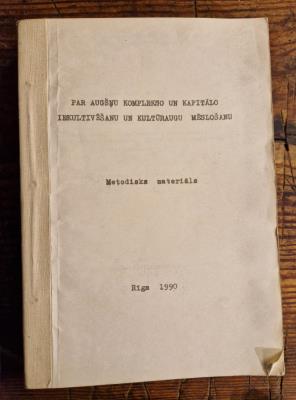 PAR AUGŠŅU KOMPLEKSO UN KAPITĀLO
IEKULTIVĒŠANU UN KULTŪRAUGU MĒSLOŠANU
Metodisks materiāls
Rīga 1990